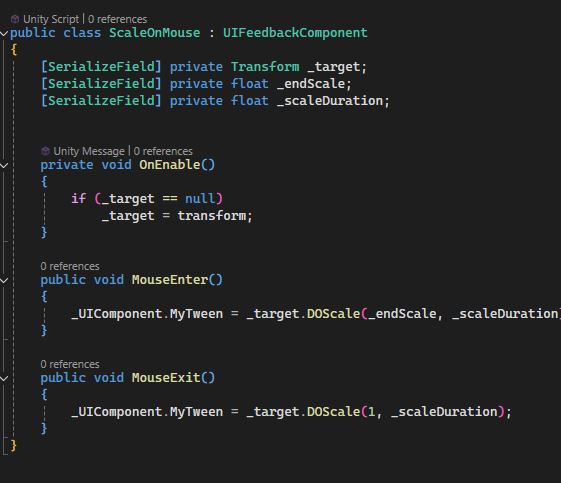 Unity Script | 0 references
public class ScaleOnMouse : UIFeedbackComponent
{
[SerializeField] private Transform _target;
[SerializeField] private float _endScale;
[SerializeField] private float _scaleDuration;
Unity Message | 0 references
private void OnEnable()
{
if (_target == null)
_target = transform;
}
0 references
public void MouseEnter()
{
_UIComponent.MyTween = _target.DOScale(_endScale, _scaleDuration)
}
0 references
public void MouseExit()
{
_UIComponent.MyTween = _target.DOScale(1, _scaleDuration);
}
}